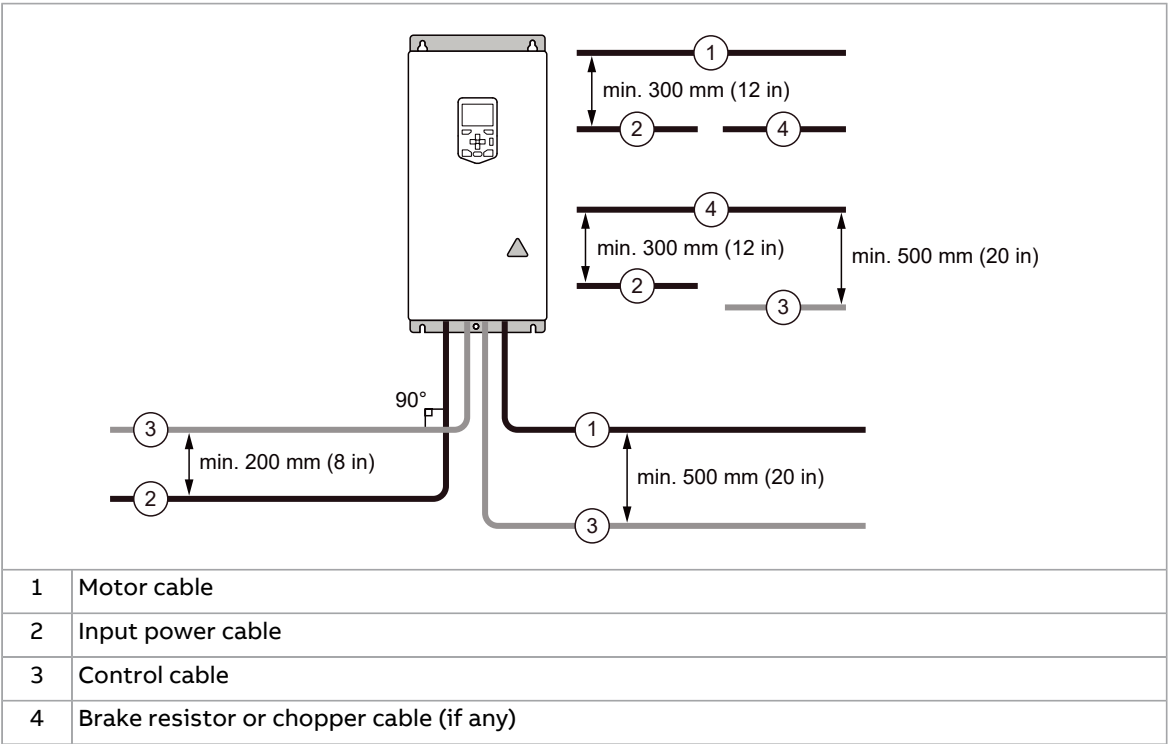 1
min. 300 mm (12 in)
2
4
4
min. 300 mm (12 in)
min. 500 mm (20 in)
2
3
90°
3
1
min. 200 mm (8 in)
min. 500 mm (20 in)
2
3
1 Motor cable
2 Input power cable
3 Control cable
4 Brake resistor or chopper cable (if any)